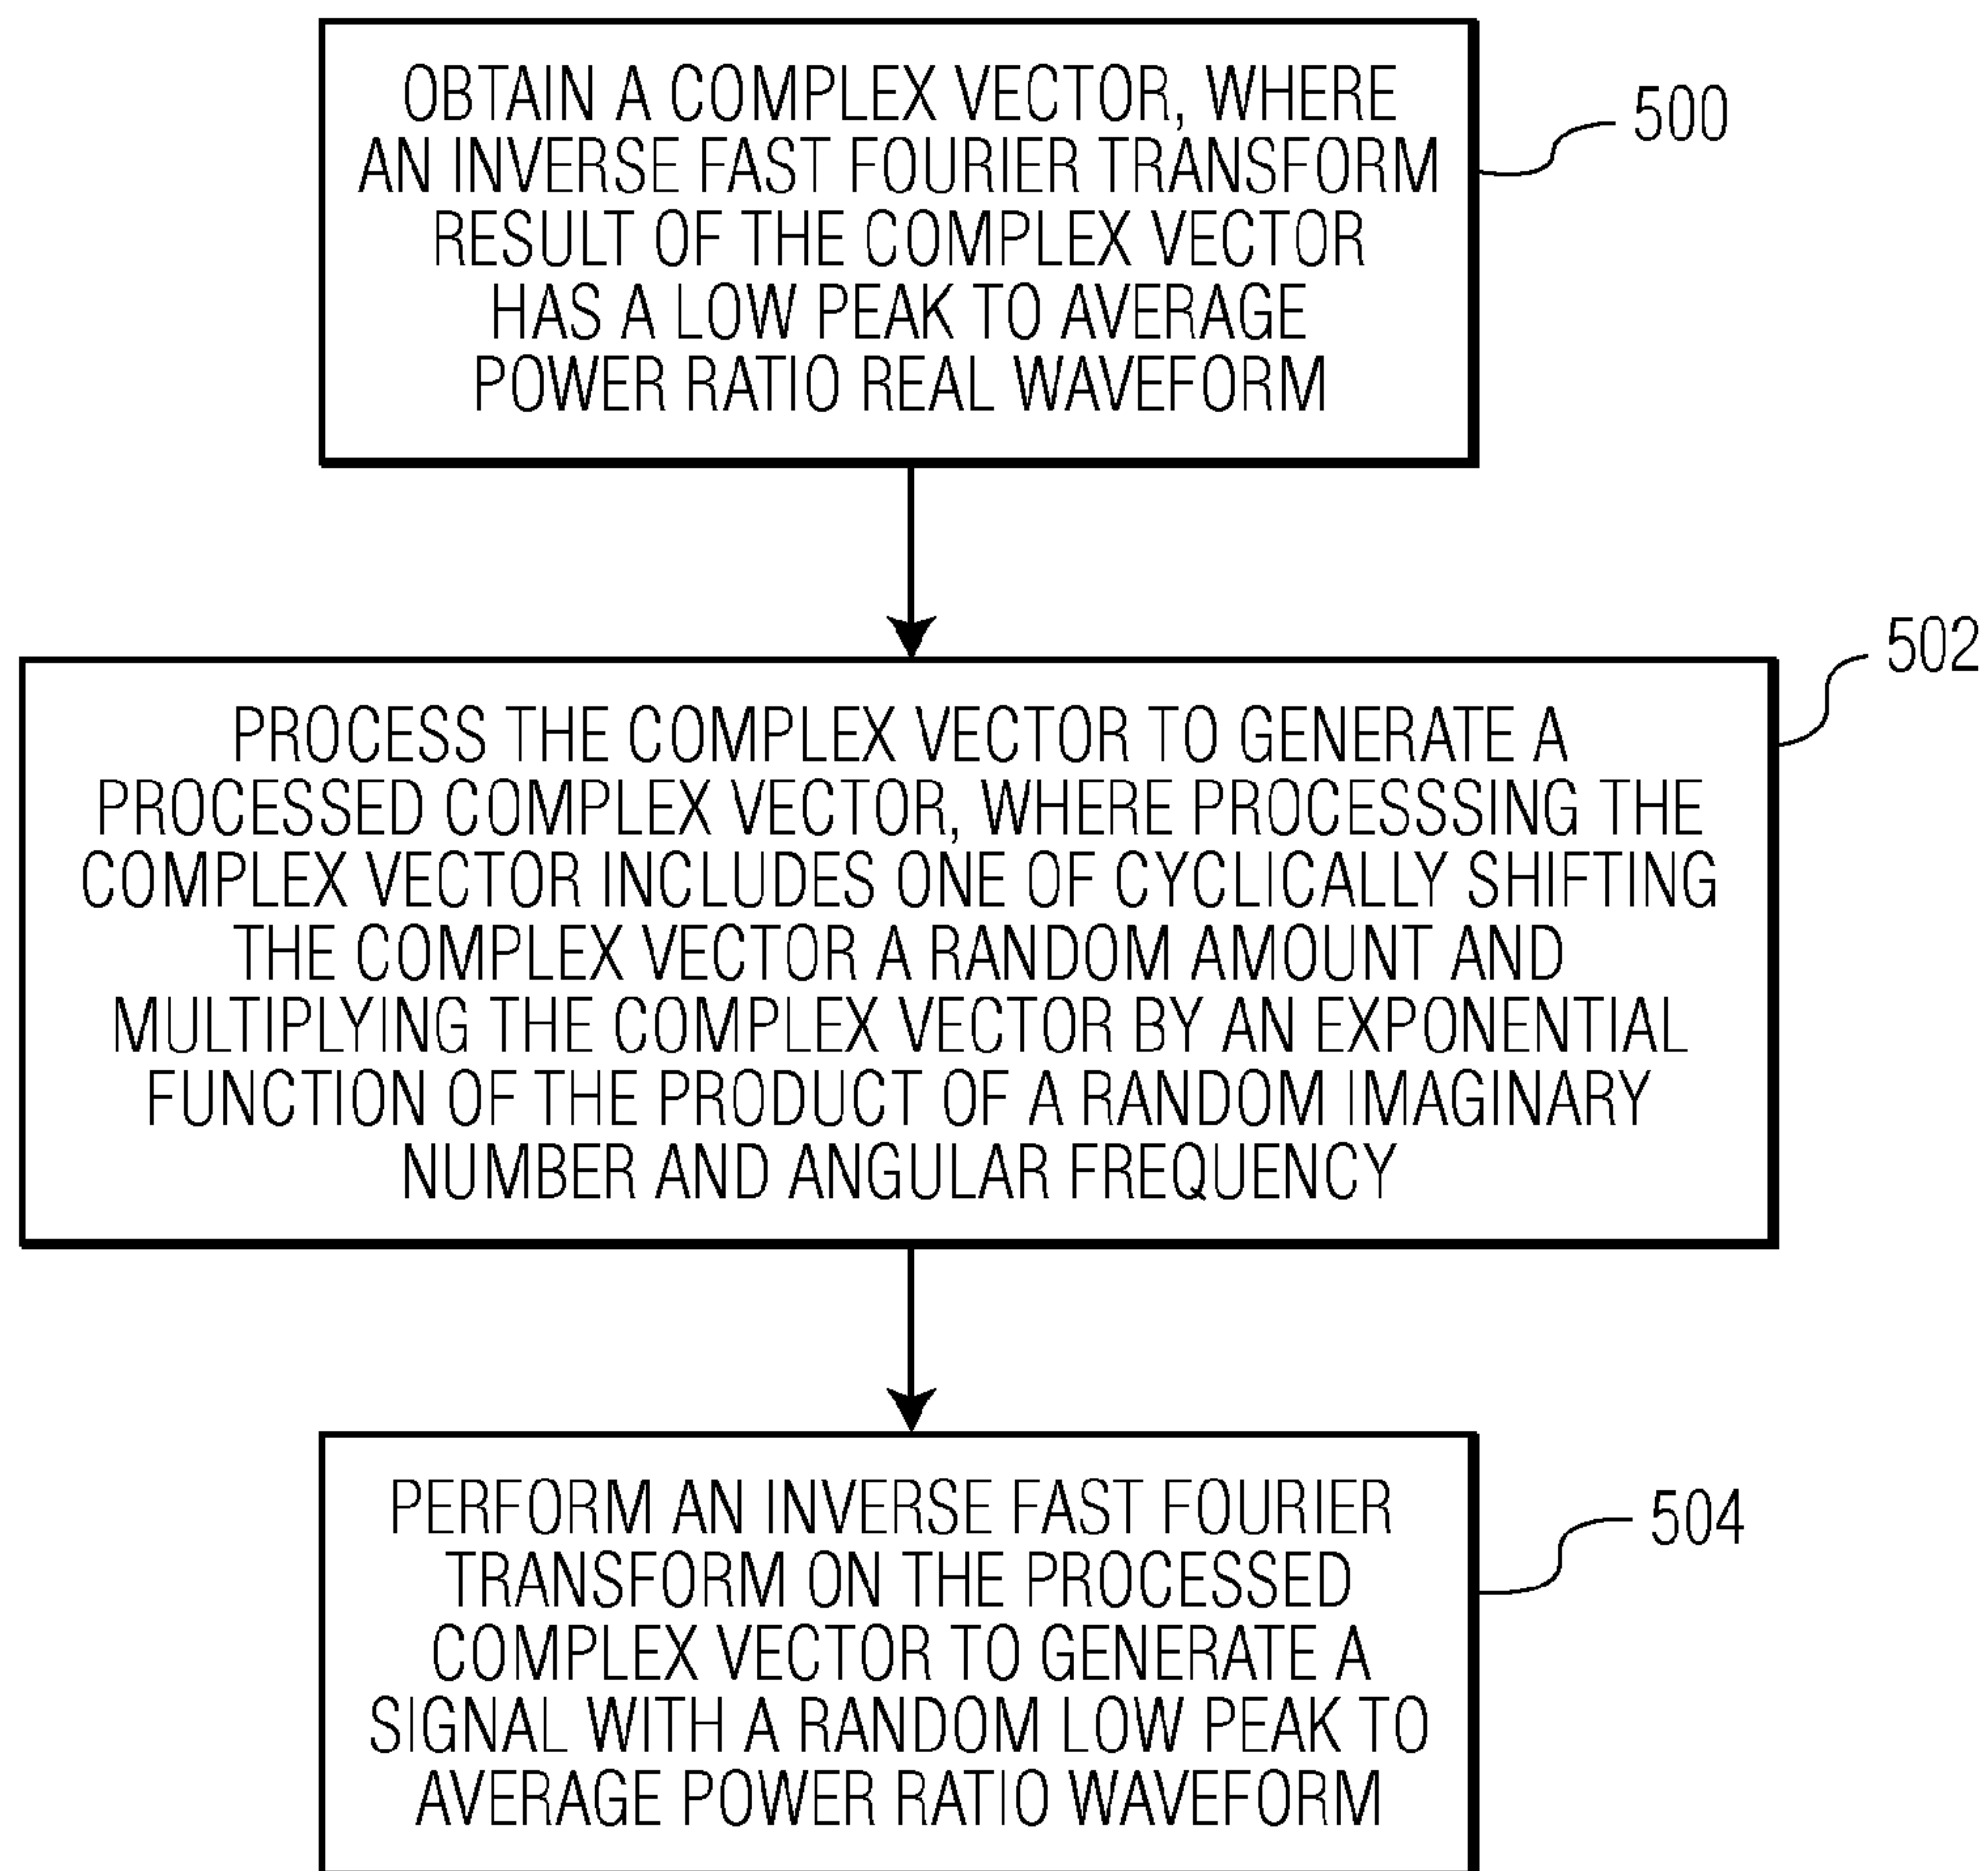 OBTAIN A COMPLEX VECTOR, WHERE
AN INVERSE FAST FOURIER TRANSFORM
RESULT OF THE COMPLEX VECTOR
HAS A LOW PEAK TO AVERAGE
POWER RATIO REAL WAVEFORM
500
502
PROCESS THE COMPLEX VECTOR TO GENERATE A
PROCESSED COMPLEX VECTOR, WHERE PROCESSSING THE
COMPLEX VECTOR INCLUDES ONE OF CYCLICALLY SHIFTING
THE COMPLEX VECTOR A RANDOM AMOUNT AND
MULTIPLYING THE COMPLEX VECTOR BY AN EXPONENTIAL
FUNCTION OF THE PRODUCT OF A RANDOM IMAGINARY
NUMBER AND ANGULAR FREQUENCY
PERFORM AN INVERSE FAST FOURIER
TRANSFORM ON THE PROCESSED
COMPLEX VECTOR TO GENERATE A
SIGNAL WITH A RANDOM LOW PEAK TO
AVERAGE POWER RATIO WAVEFORM
504